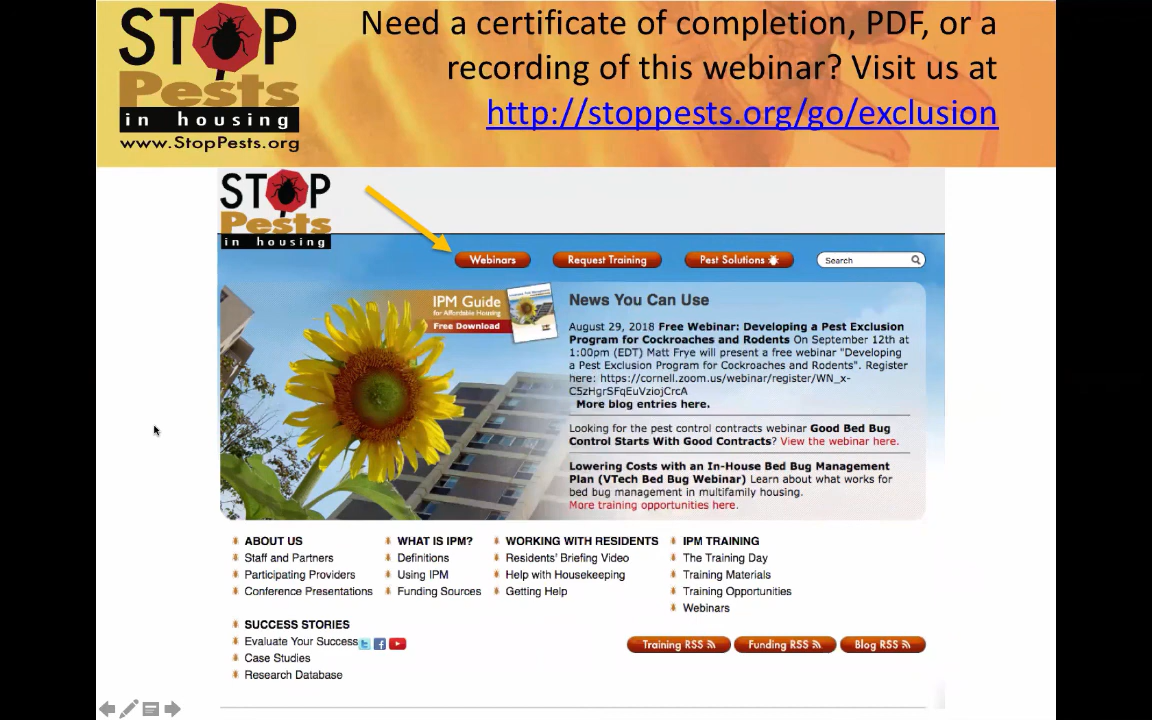 STOP
Pests
in housing
www.StopPests.org
Need a certificate of completion, PDF, or a
recording of this webinar? Visit us at
http://stoppests.org/go/exclusion
STOP
Pests
in housing
Webinars
Request Training
Pest Solutions
Search
IPM Guide
for Affordable Housing
Free Download
News You Can Use
August 29, 2018 Free Webinar: Developing a Pest Exclusion
Program for Cockroaches and Rodents On September 12th at
1:00pm (EDT) Matt Frye will present a free webinar "Developing
a Pest Exclusion Program for Cockroaches and Rodents". Register
here: https://cornell.zoom.us/webinar/register/WN_x-
C5zHgrSFqEuVziojCrcA
More blog entries here.
Looking for the pest control contracts webinar Good Bed Bug
Control Starts With Good Contracts? View the webinar here.
Lowering Costs with an In-House Bed Bug Management
Plan (VTech Bed Bug Webinar) Learn about what works for
bed bug management in multifamily housing.
More training opportunities here.
ABOUT US
Staff and Partners
Participating Providers
Conference Presentations
WHAT IS IPM?
Definitions
Using IPM
Funding Sources
WORKING WITH RESIDENTS
Residents' Briefing Video
Help with Housekeeping
Getting Help
IPM TRAINING
The Training Day
Training Materials
Training Opportunities
Webinars
SUCCESS STORIES
Evaluate Your Success
Case Studies
Research Database
Training RSS
Funding RSS
Blog RSS